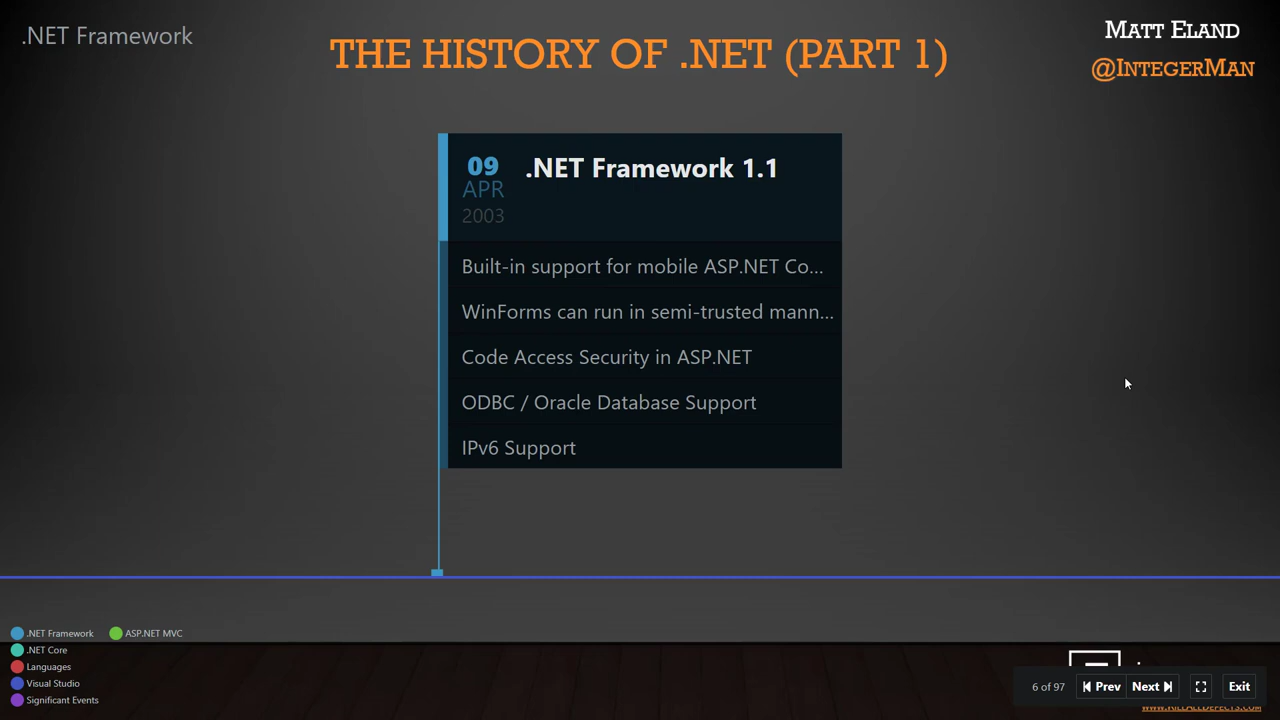 .NET Framework
THE HISTORY OF .NET (PART 1)
MATT ELAND
@INTEGERMAN
09
APR
2003
.NET Framework 1.1
Built-in support for mobile ASP.NET Co...
WinForms can run in semi-trusted mann...
Code Access Security in ASP.NET
ODBC / Oracle Database Support
IPv6 Support
.NET Framework
ASP.NET MVC
.NET Core
Languages
Visual Studio
Significant Events
6 of 97
Prev
Next
Exit
WWW.KILLALLDEFECTS.COM